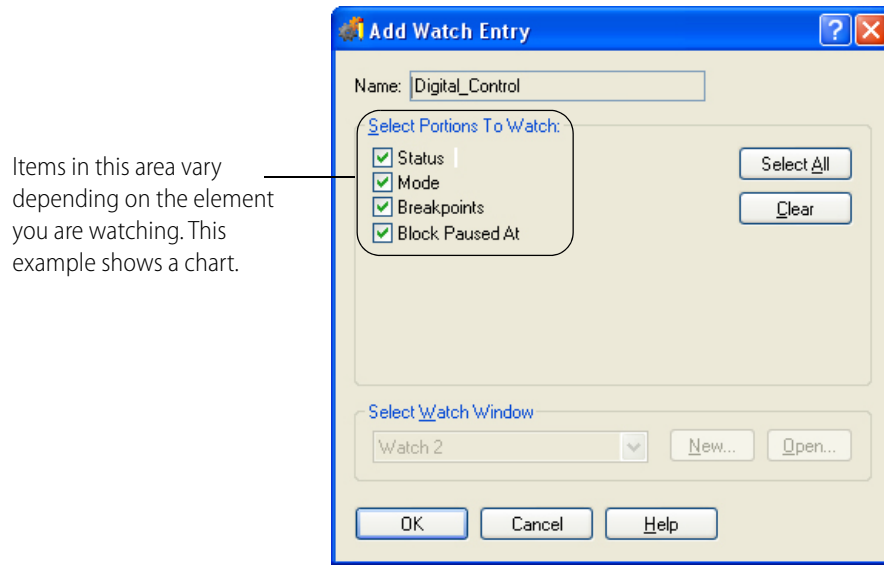 Add Watch Entry
Name: Digital_Control
Select Portions To Watch:
Status
Mode
Breakpoints
Block Paused At
Select All
Clear
Items in this area vary
depending on the element
you are watching. This
example shows a chart.
Select Watch Window
Watch 2
New...
Open...
OK
Cancel
Help